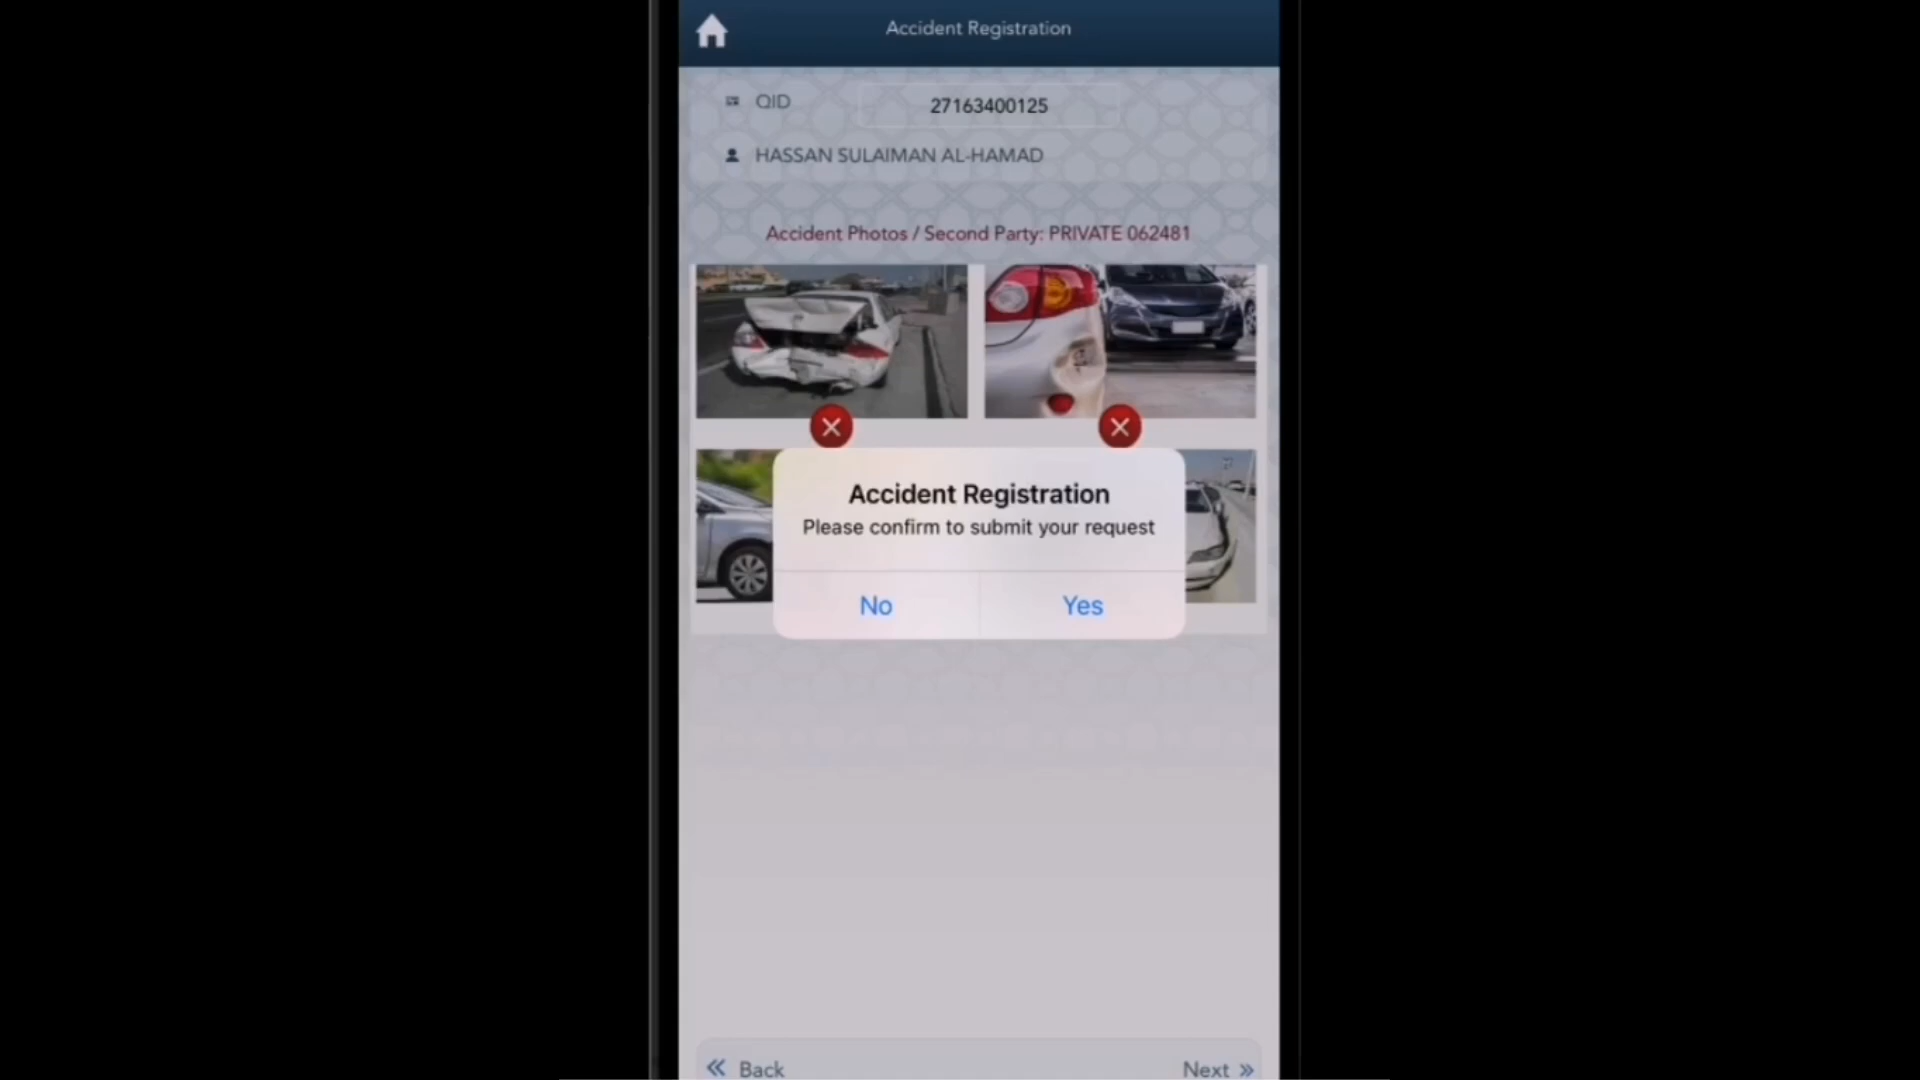 Accident Registration
QID 27163400125
HASSAN SULAIMAN AL-HAMAD
Accident Photos / Second Party: PRIVATE 062481
Accident Registration
Please confirm to submit your request
No Yes
Back Next